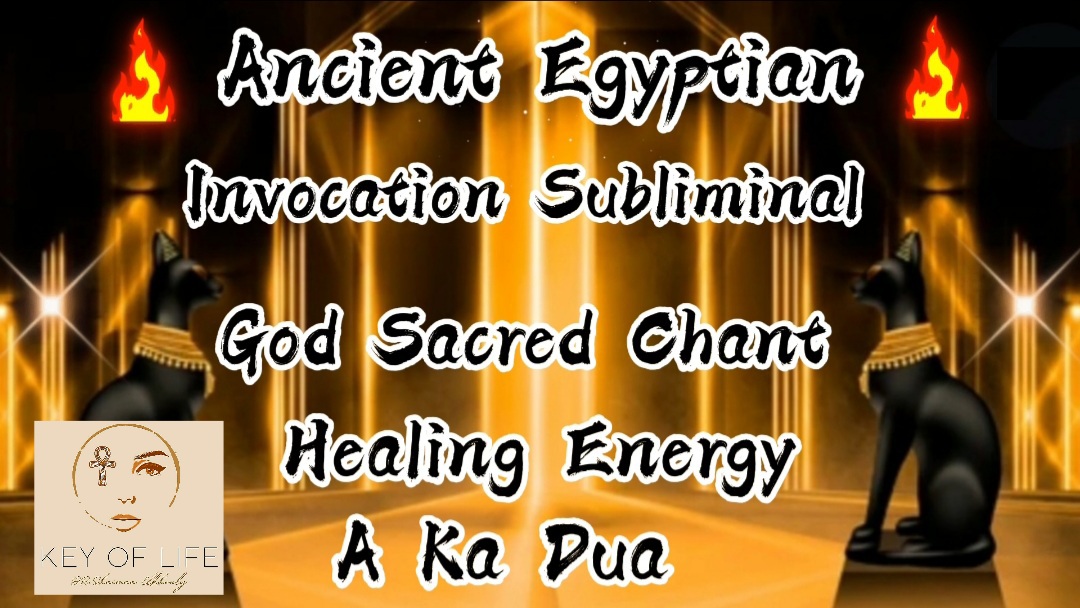 Ancient Egyptian
Invocation Subliminal
God Sacred Chant
Healing Energy
A Ka Dua
KEY OF LIFE